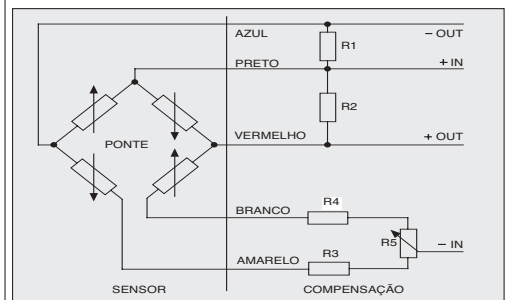 AZUL
– OUT
R1
PRETO
+ IN
R2
PONTE
VERMELHO
+ OUT
R4
BRANCO
R5
– IN
R3
AMARELO
SENSOR
COMPENSAÇÃO